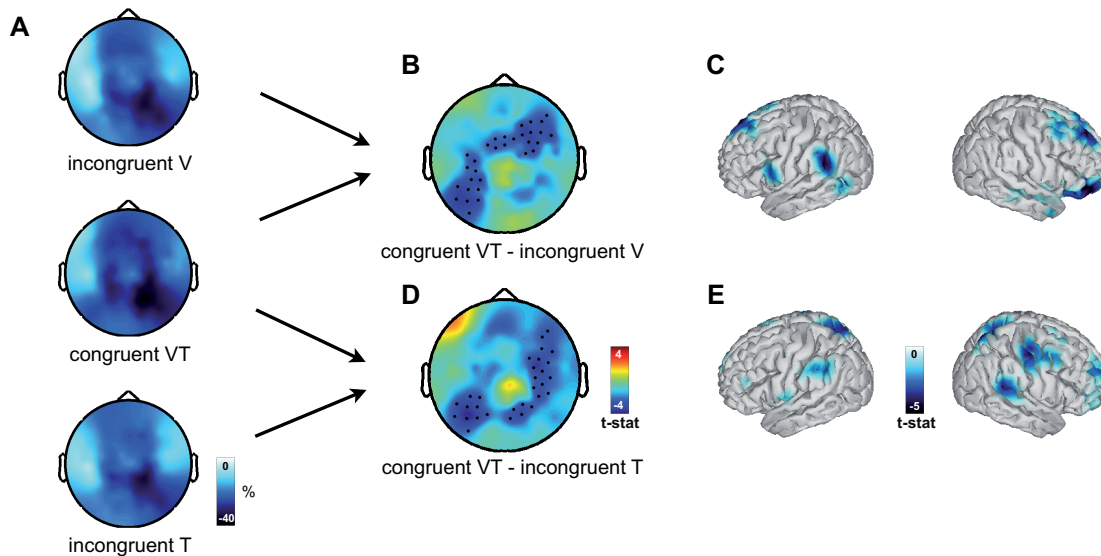 A
incongruent V
congruent VT
incongruent T
0
-40
%
B
congruent VT - incongruent V
C
D
4
-4
t-stat
congruent VT - incongruent T
E
0
-5
t-stat